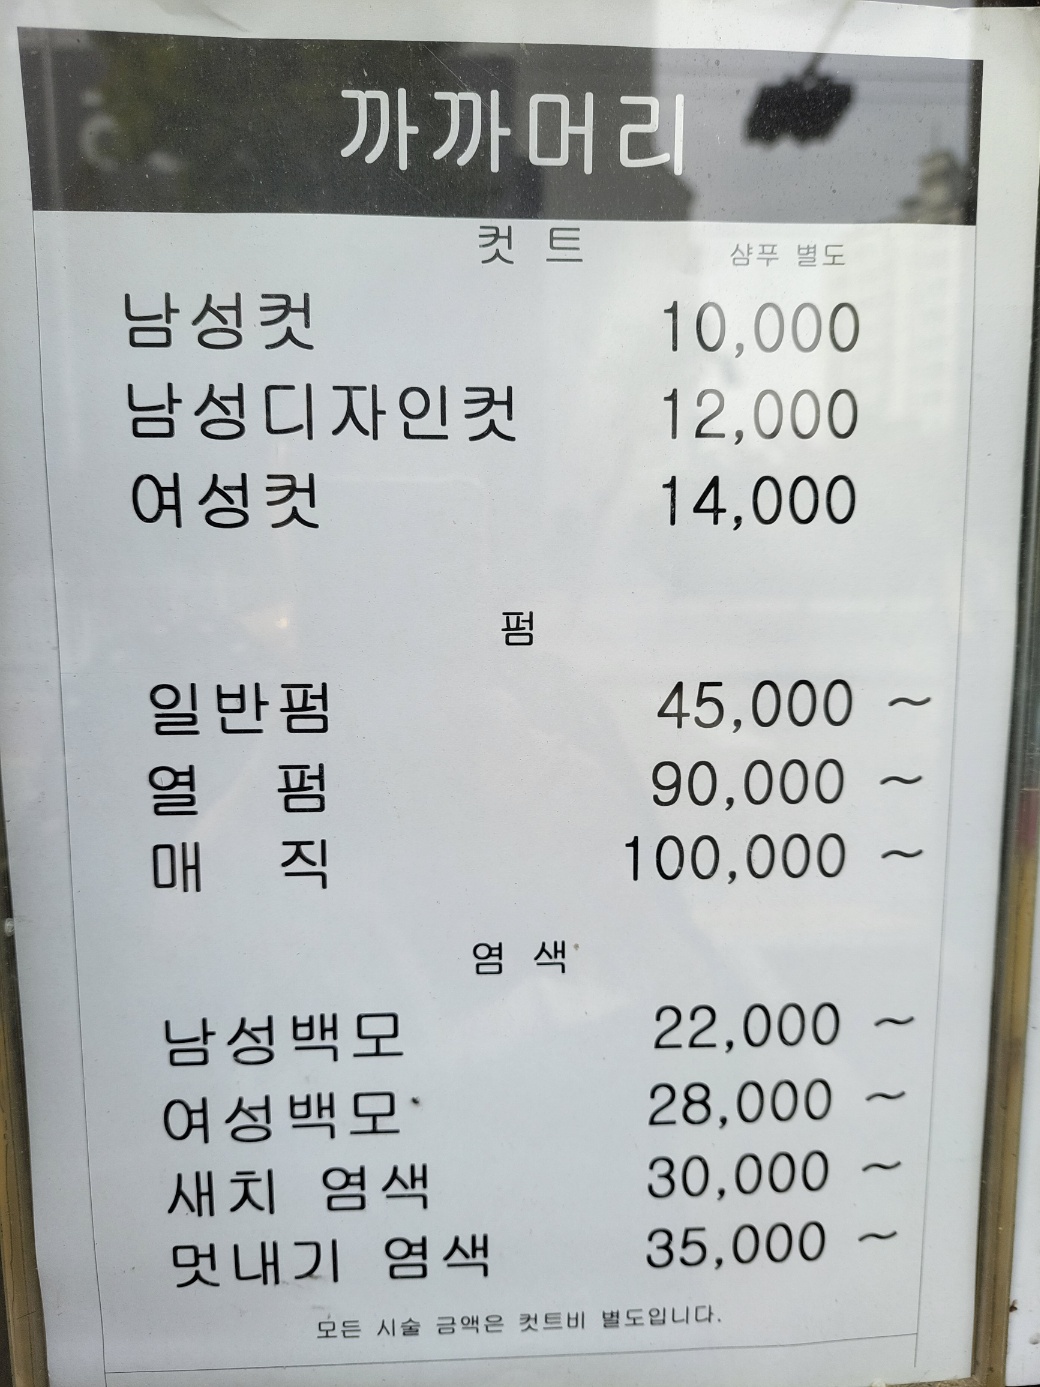 까까머리
컷 트 샴푸 별도
남성컷 10,000
남성디자인컷 12,000
여성컷 14,000
펌
일반펌 45,000 ~
열 펌 90,000 ~
매 직 100,000 ~
염 색
남성백모 22,000 ~
여성백모 28,000 ~
새치 염색 30,000 ~
멋내기 염색 35,000 ~
모든 시술 금액은 컷트비 별도입니다.